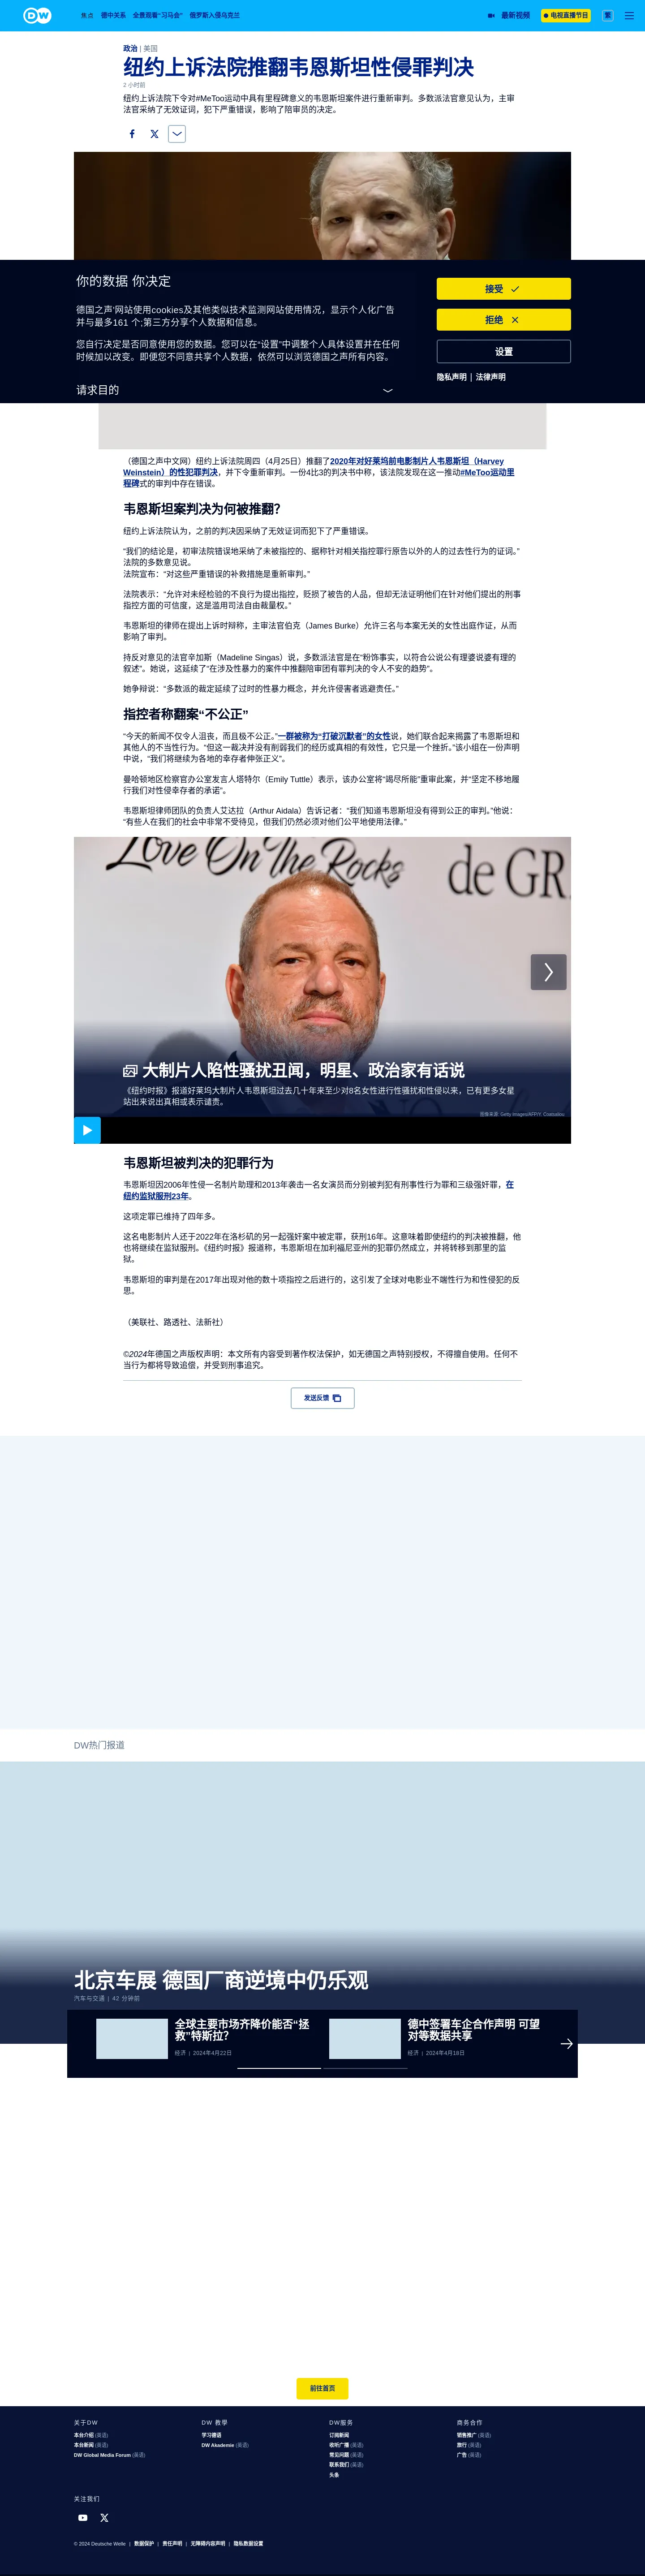 DW
焦点 德中关系 全景观看“习马会” 俄罗斯入侵乌克兰
最新视频 电视直播节目 繁
政治 | 美国
纽约上诉法院推翻韦恩斯坦性侵罪判决
2 小时前
纽约上诉法院下令对#MeToo运动中具有里程碑意义的韦恩斯坦案件进行重新审判。多数派法官意见认为，主审
法官采纳了无效证词，犯下严重错误，影响了陪审员的决定。
你的数据 你决定
德国之声‘网站使用cookies及其他类似技术监测网站使用情况，显示个人化广告
并与最多161 个;第三方分享个人数据和信息。
您自行决定是否同意使用您的数据。您可以在“设置”中调整个人具体设置并在任何
时候加以改变。即便您不同意共享个人数据，依然可以浏览德国之声所有内容。
请求目的
接受
拒绝
设置
隐私声明 | 法律声明
（德国之声中文网）纽约上诉法院周四（4月25日）推翻了2020年对好莱坞前电影制片人韦恩斯坦（Harvey
Weinstein）的性犯罪判决，并下令重新审判。一份4比3的判决书中称，该法院发现在这一推动#MeToo运动里
程碑式的审判中存在错误。
韦恩斯坦案判决为何被推翻？
纽约上诉法院认为，之前的判决因采纳了无效证词而犯下了严重错误。
“我们的结论是，初审法院错误地采纳了未被指控的、据称针对相关指控罪行原告以外的人的过去性行为的证词。”
法院的多数意见说。
法院宣布：“对这些严重错误的补救措施是重新审判。”
法院表示：“允许对未经检验的不良行为提出指控，贬损了被告的人品，但却无法证明他们在针对他们提出的刑事
指控方面的可信度，这是滥用司法自由裁量权。”
韦恩斯坦的律师在提出上诉时辩称，主审法官伯克（James Burke）允许三名与本案无关的女性出庭作证，从而
影响了审判。
持反对意见的法官辛加斯（Madeline Singas）说，多数派法官是在“粉饰事实，以符合公说公有理婆说婆有理的
叙述”。她说，这延续了“在涉及性暴力的案件中推翻陪审团有罪判决的令人不安的趋势”。
她争辩说：“多数派的裁定延续了过时的性暴力概念，并允许侵害者逃避责任。”
指控者称翻案“不公正”
“今天的新闻不仅令人沮丧，而且极不公正。”一群被称为“打破沉默者”的女性说，她们联合起来揭露了韦恩斯坦和
其他人的不当性行为。“但这一裁决并没有削弱我们的经历或真相的有效性，它只是一个挫折。”该小组在一份声明
中说，“我们将继续为各地的幸存者伸张正义”。
曼哈顿地区检察官办公室发言人塔特尔（Emily Tuttle）表示，该办公室将“竭尽所能”重审此案，并“坚定不移地履
行我们对性侵幸存者的承诺”。
韦恩斯坦律师团队的负责人艾达拉（Arthur Aidala）告诉记者：“我们知道韦恩斯坦没有得到公正的审判。”他说：
“有些人在我们的社会中非常不受待见，但我们仍然必须对他们公平地使用法律。”
Love On The Rocks
de GR
大制片人陷性骚扰丑闻，明星、政治家有话说
《纽约时报》报道好莱坞大制片人韦恩斯坦过去几十年来至少对8名女性进行性骚扰和性侵以来，已有更多女星
站出来说出真相或表示谴责。
图像来源: Getty Images/AFP/Y. Coatsaliou
韦恩斯坦被判决的犯罪行为
韦恩斯坦因2006年性侵一名制片助理和2013年袭击一名女演员而分别被判犯有刑事性行为罪和三级强奸罪，在
纽约监狱服刑23年。
这项定罪已维持了四年多。
这名电影制片人还于2022年在洛杉矶的另一起强奸案中被定罪，获刑16年。这意味着即使纽约的判决被推翻，他
也将继续在监狱服刑。《纽约时报》报道称，韦恩斯坦在加利福尼亚州的犯罪仍然成立，并将转移到那里的监
狱。
韦恩斯坦的审判是在2017年出现对他的数十项指控之后进行的，这引发了全球对电影业不端性行为和性侵犯的反
思。
（美联社、路透社、法新社）
©2024年德国之声版权声明：本文所有内容受到著作权法保护，如无德国之声特别授权，不得擅自使用。任何不
当行为都将导致追偿，并受到刑事追究。
发送反馈
DW热门报道
北京车展 德国厂商逆境中仍乐观
汽车与交通 | 42 分钟前
全球主要市场齐降价能否“拯
救”特斯拉？
经济 | 2024年4月22日
德中签署车企合作声明 可望
对等数据共享
经济 | 2024年4月18日
前往首页
关于DW
本台介绍 (英语)
本台新闻 (英语)
DW Global Media Forum (英语)
DW 教學
学习德语
DW Akademie (英语)
DW服务
订阅新闻
收听广播 (英语)
常见问题 (英语)
联系我们 (英语)
头条
商务合作
销售推广 (英语)
旅行 (英语)
广告 (英语)
关注我们
© 2024 Deutsche Welle | 数据保护 | 责任声明 | 无障碍内容声明 | 隐私数据设置